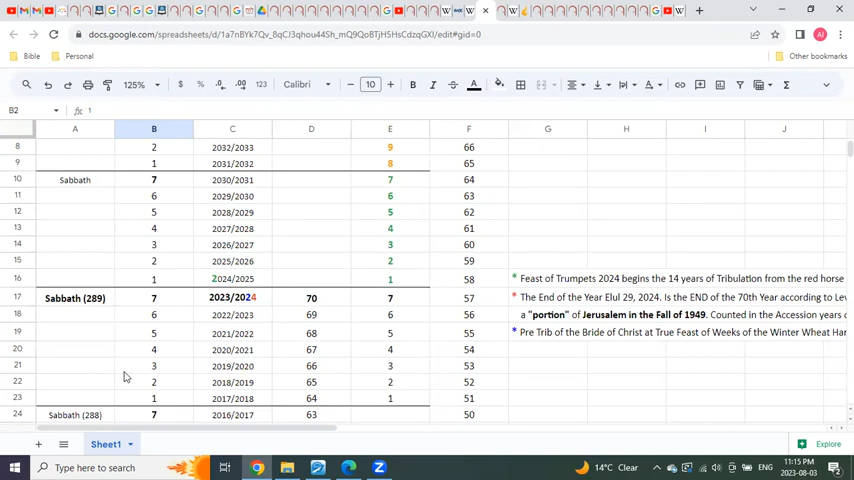 docs.google.com/spreadsheets/d/1a7nBYk7Qv_8qCJ3qhou44Sh_mQ9QoBTjH5HsCdzQGXI/edit#gid=0
Bible
Personal
Other bookmarks
125%
$ % .0 .00 123
Calibri
10
B I A
B2
fx 1
A B C D E F G H I J
8 2 2032/2033 9 66
9 1 2031/2032 8 65
10 Sabbath 7 2030/2031 7 64
11 6 2029/2030 6 63
12 5 2028/2029 5 62
13 4 2027/2028 4 61
14 3 2026/2027 3 60
15 2 2025/2026 2 59
16 1 2024/2025 1 58 * Feast of Trumpets 2024 begins the 14 years of Tribulation from the red horse
17 Sabbath (289) 7 2023/2024 70 7 57 * The End of the Year Elul 29, 2024. Is the END of the 70th Year according to Lev
18 6 2022/2023 69 6 56 a "portion" of Jerusalem in the Fall of 1949. Counted in the Accession years o
19 5 2021/2022 68 5 55 * Pre Trib of the Bride of Christ at True Feast of Weeks of the Winter Wheat Har
20 4 2020/2021 67 4 54
21 3 2019/2020 66 3 53
22 2 2018/2019 65 2 52
23 1 2017/2018 64 1 51
24 Sabbath (288) 7 2016/2017 63 50
Sheet1
Explore
Type here to search
14°C Clear
ENG
11:15 PM
2023-08-03
2